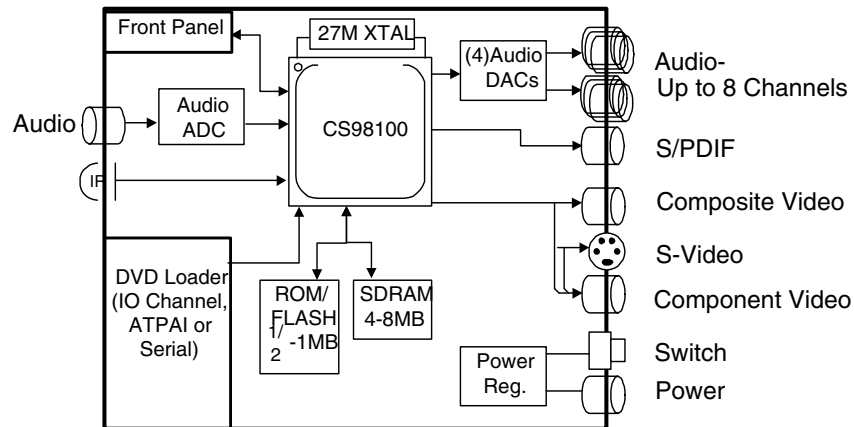 Front Panel
27M XTAL
(4)Audio
DACs
Audio-
Up to 8 Channels
Audio
Audio
ADC
CS98100
S/PDIF
IR
Composite Video
S-Video
DVD Loader
(IO Channel,
ATPAI or
Serial)
ROM/
FLASH
1/2 -1MB
SDRAM
4-8MB
Component Video
Power
Reg.
Switch
Power